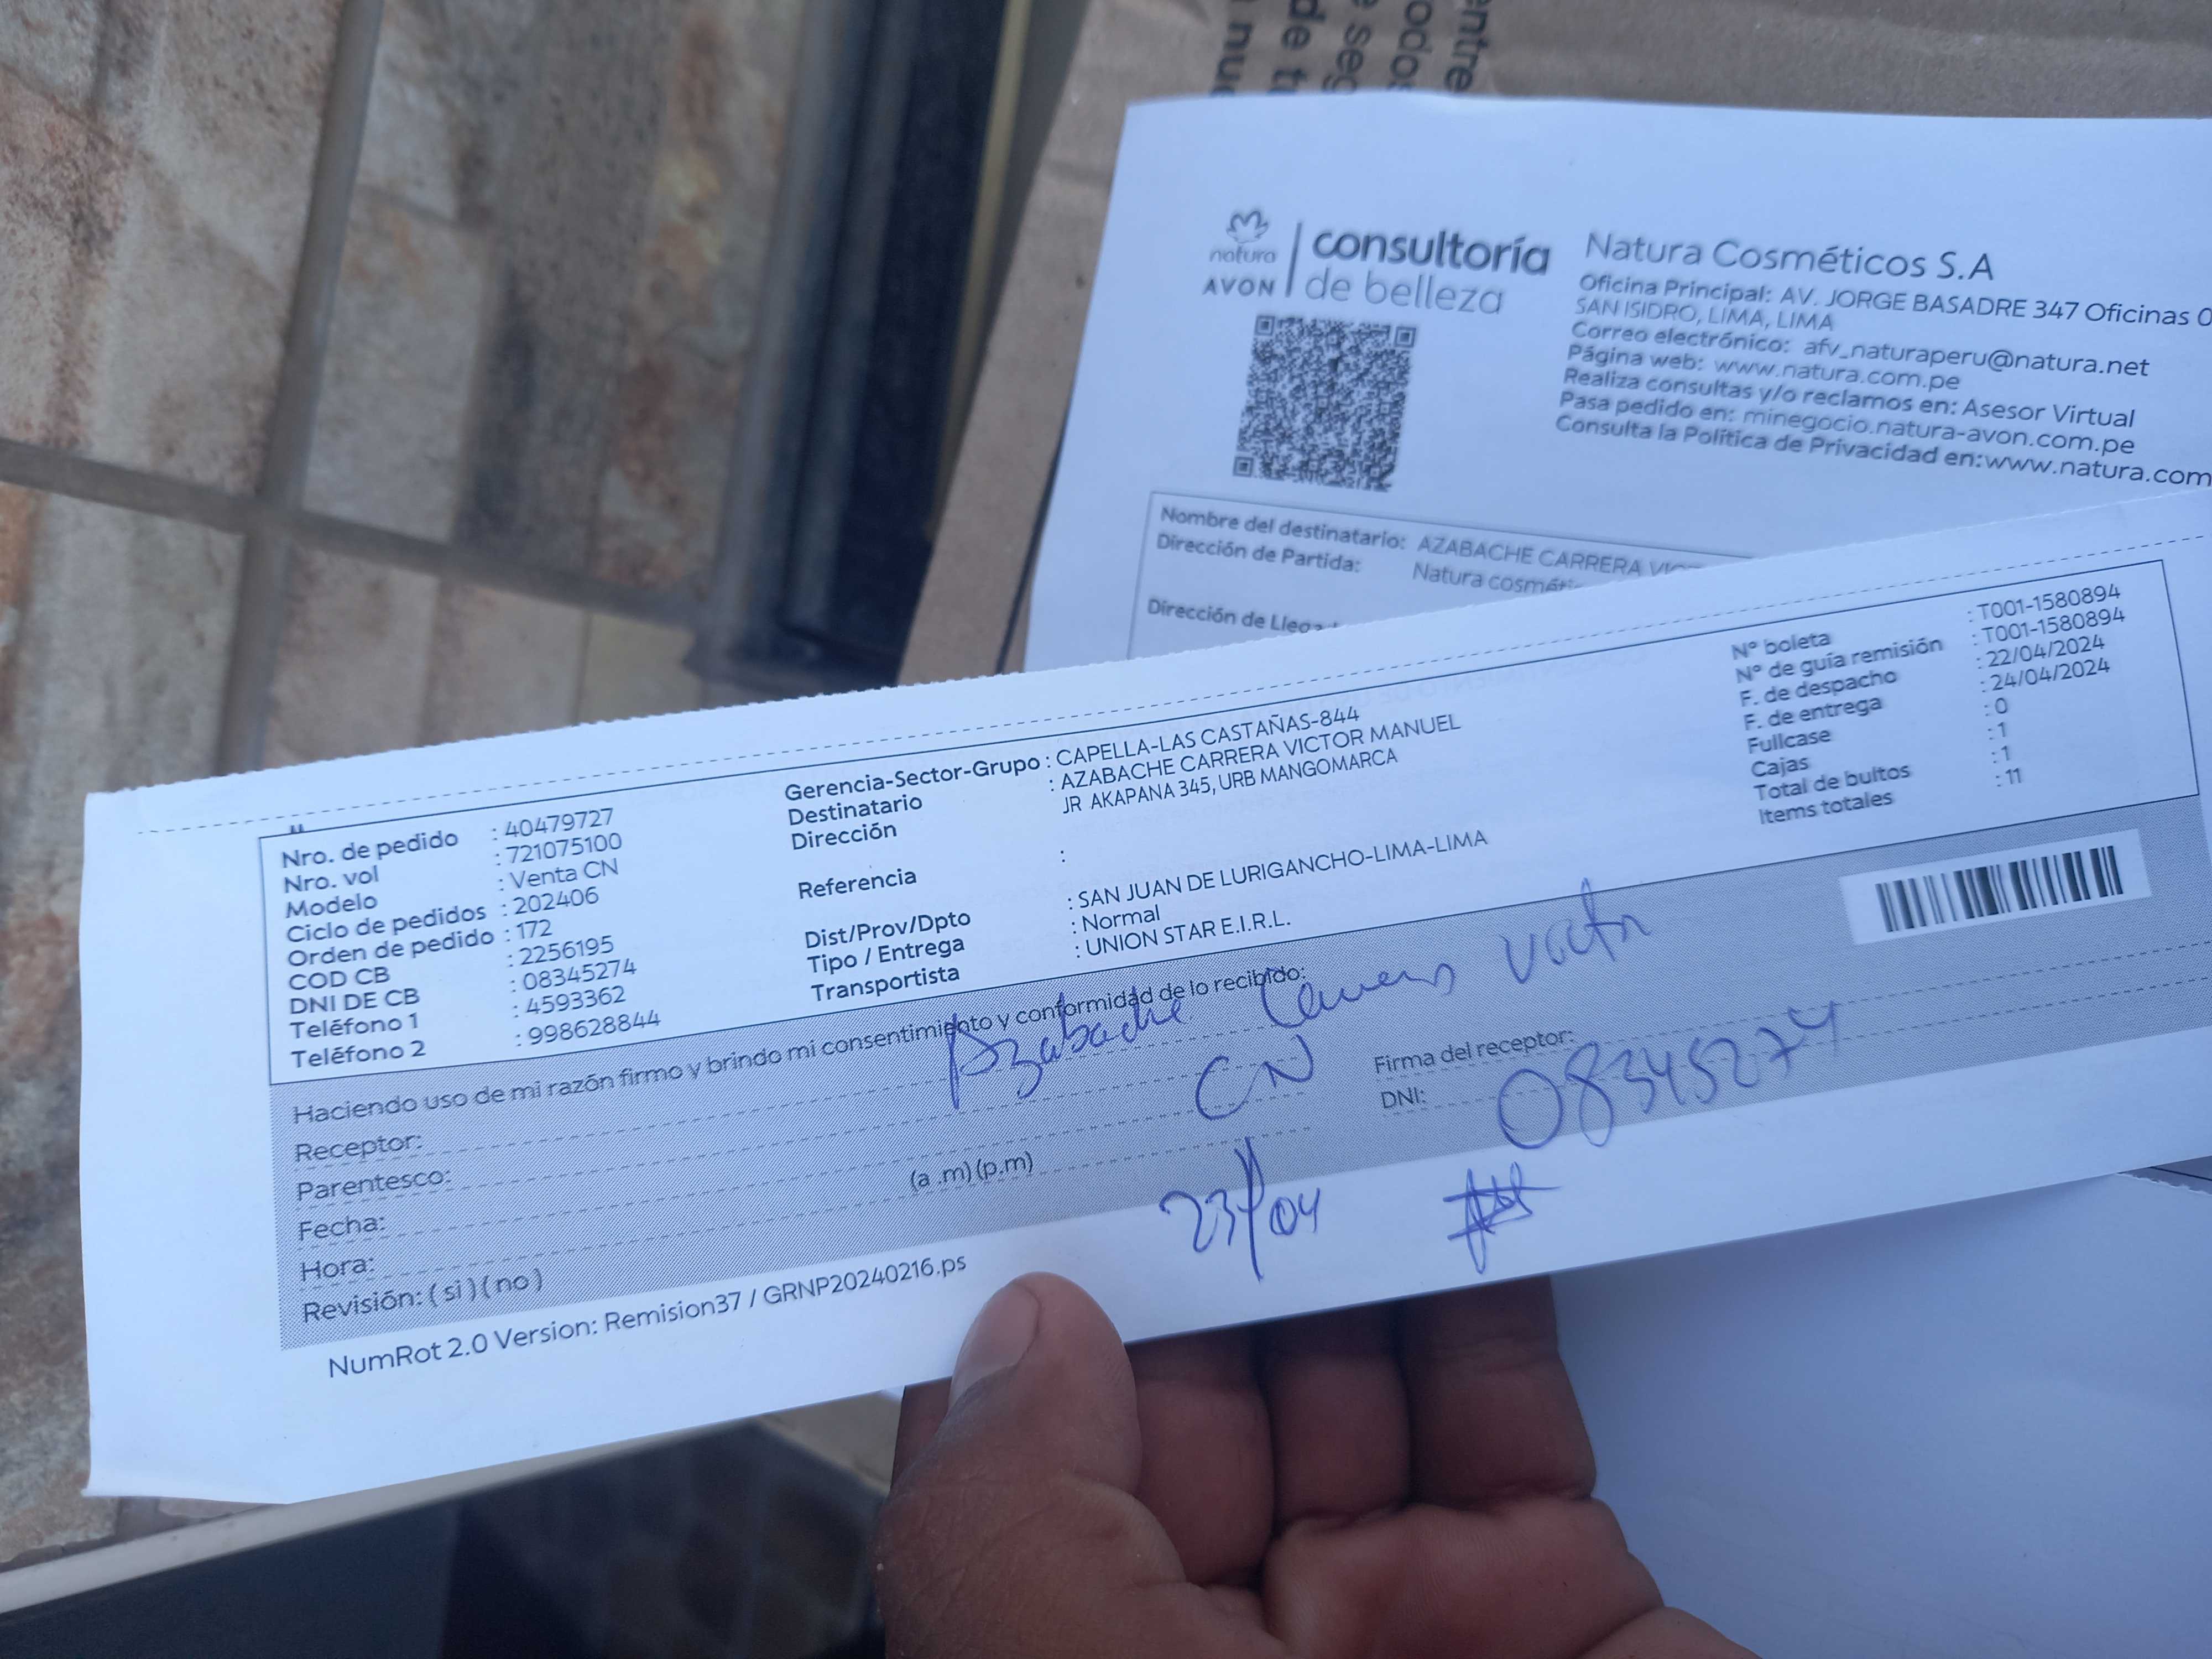 entre
odos
e seg
de tu
nue
natura
AVON
consultoría
de belleza
Natura Cosméticos S.A
Oficina Principal: AV. JORGE BASADRE 347 Oficinas 0
SAN ISIDRO, LIMA, LIMA
Correo electrónico: afv_naturaperu@natura.net
Página web: www.natura.com.pe
Realiza consultas y/o reclamos en: Asesor Virtual
Pasa pedido en: minegocio.natura-avon.com.pe
Consulta la Política de Privacidad en:www.natura.com
Nombre del destinatario: AZABACHE CARRERA
Dirección de Partida: Natura cosméti
Dirección de Llega
Nro. de pedido : 40479727
Nro. vol : 721075100
Modelo : Venta CN
Ciclo de pedidos : 202406
Orden de pedido : 172
COD CB : 2256195
DNI DE CB : 08345274
Teléfono 1 : 4593362
Teléfono 2 : 998628844
Gerencia-Sector-Grupo : CAPELLA-LAS CASTAÑAS-844
Destinatario : AZABACHE CARRERA VICTOR MANUEL
Dirección JR AKAPANA 345, URB MANGOMARCA
Referencia :
Dist/Prov/Dpto : SAN JUAN DE LURIGANCHO-LIMA-LIMA
Tipo / Entrega : Normal
Transportista : UNION STAR E.I.R.L.
N° boleta : T001-1580894
N° de guía remisión : T001-1580894
F. de despacho : 22/04/2024
F. de entrega : 24/04/2024
Fullcase : 0
Cajas : 1
Total de bultos : 1
Items totales : 11
Haciendo uso de mi razón firmo y brindo mi consentimiento y conformidad de lo recibido:
Receptor: Azabache Victor
Parentesco: CN
Fecha: 23/04
Hora: (a .m) (p.m)
Revisión: ( si ) ( no )
Firma del receptor:
DNI: 08345274
NumRot 2.0 Version: Remision37 / GRNP20240216.ps